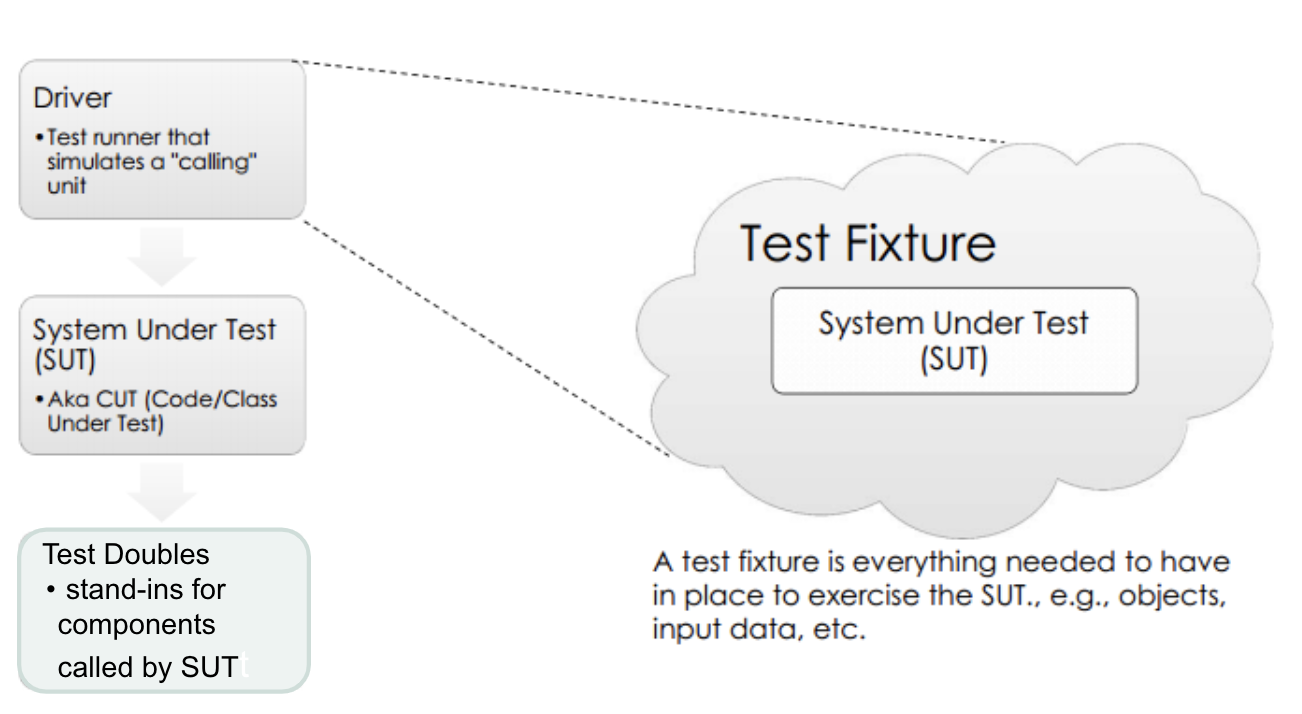 Driver
•Test runner that
simulates a "calling"
unit
System Under Test
(SUT)
•Aka CUT (Code/Class
Under Test)
Test Doubles
• stand-ins for
components
called by SUTt
Test Fixture
System Under Test
(SUT)
A test fixture is everything needed to have
in place to exercise the SUT., e.g., objects,
input data, etc.